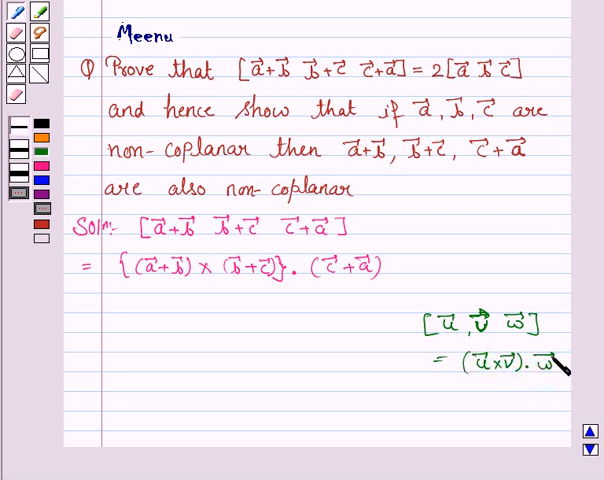 Meenu
Q Prove that [a⃗+b⃗ b⃗+c⃗ c⃗+a⃗] = 2[a⃗ b⃗ c⃗]
and hence show that if a⃗, b⃗, c⃗ are
non-coplanar then a⃗+b⃗, b⃗+c⃗, c⃗+a⃗
are also non-coplanar
Solⁿ:- [a⃗+b⃗ b⃗+c⃗ c⃗+a⃗]
= {(a⃗+b⃗) × (b⃗+c⃗)} . (c⃗+a⃗)
[u⃗, v⃗ w⃗]
= (u⃗×v⃗). w⃗